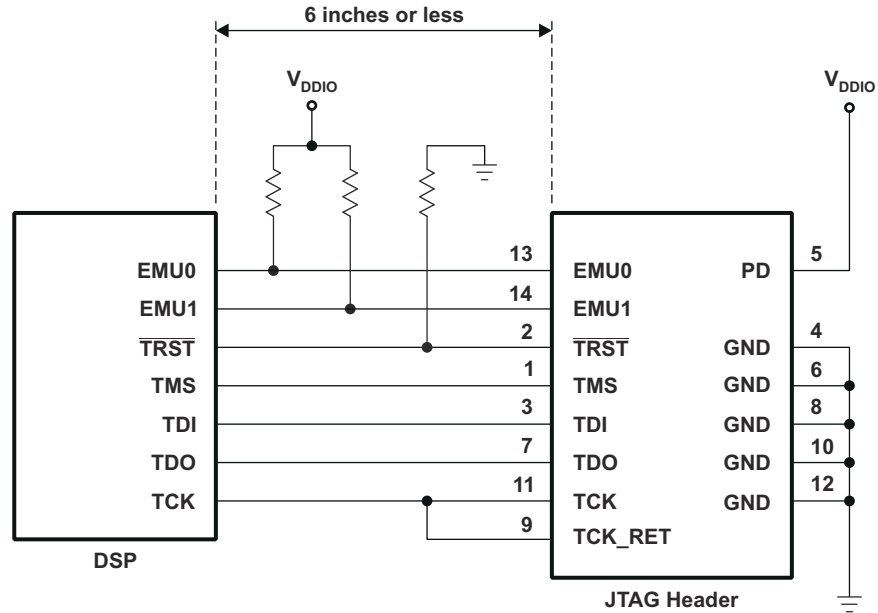 6 inches or less
V_DDIO
V_DDIO
13
5
EMU0
EMU0
PD
14
EMU1
EMU1
2
4
TRST
TRST
GND
1
6
TMS
TMS
GND
3
8
TDI
TDI
GND
7
10
TDO
TDO
GND
11
12
TCK
TCK
GND
9
TCK_RET
DSP
JTAG Header